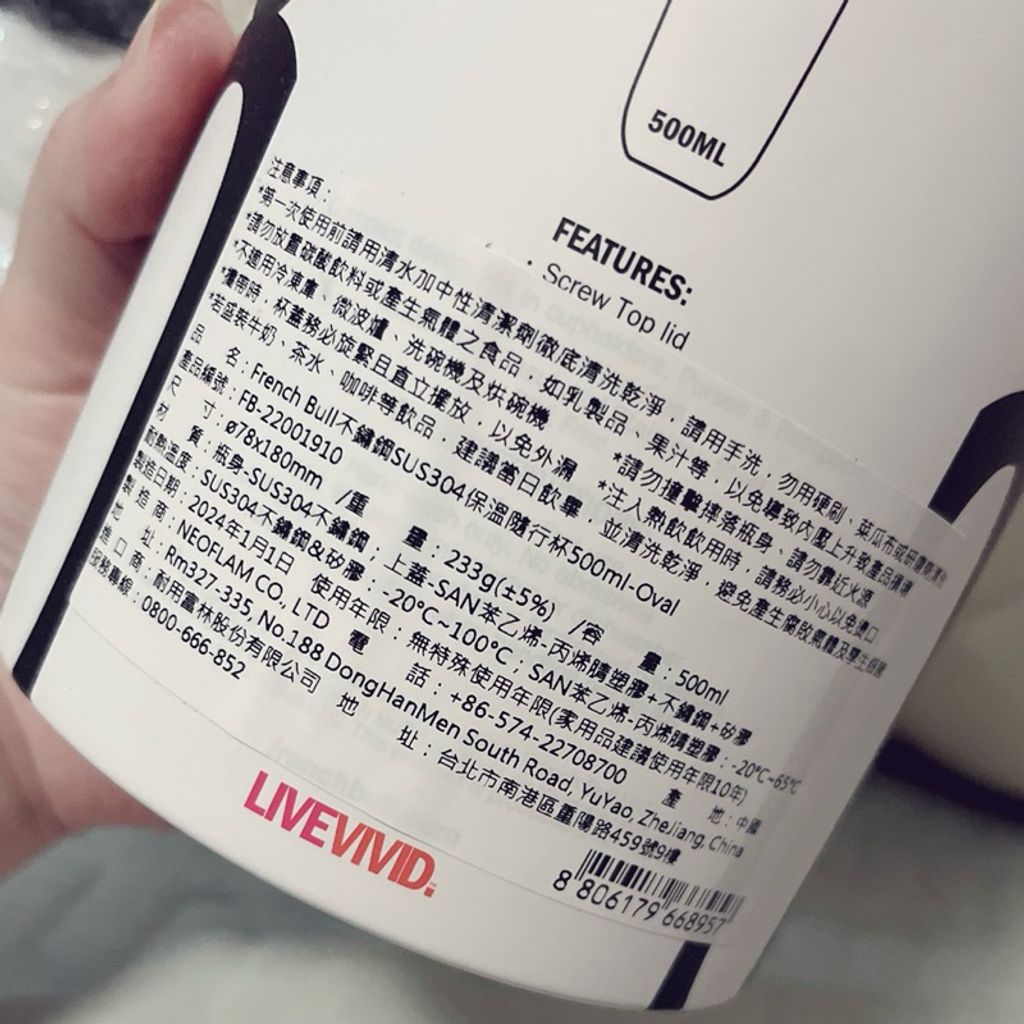 500ML
FEATURES:
. Screw Top lid
注意事項：
*第一次使用前請用清水加中性清潔劑徹底清洗乾淨，請用手洗，勿用硬刷、菜瓜布或研磨
*請勿放置碳酸飲料或產生氣體之食品，如乳製品、果汁等，以免導致內壓上升致產品損壞
*不適用冷凍庫、微波爐、洗碗機及烘碗機 *請勿撞擊摔落瓶身、請勿靠近火源
*攜帶時，杯蓋務必旋緊且直立擺放，以免外漏 *注入熱飲飲用時，請務必小心以免燙口
*若盛裝牛奶、茶水、咖啡等飲品，建議當日飲畢，並清洗乾淨，避免產生腐敗氣體及孳生細菌
品 名：French Bull不鏽鋼SUS304保溫隨行杯500ml-Oval
產品編號：FB-22001910
尺 寸：ø78x180mm /重 量：233g(±5%) /容 量：500ml
材 質：瓶身-SUS304不鏽鋼；上蓋-SAN苯乙烯-丙烯腈塑膠+不鏽鋼+矽膠
耐熱溫度：SUS304不鏽鋼&矽膠：-20°C~100°C；SAN苯乙烯-丙烯腈塑膠：-20°C~65°C
製造日期：2024年1月1日 使用年限：無特殊使用年限(家用品建議使用年限10年)
製 造 商：NEOFLAM CO., LTD 電 話：+86-574-22708700 產 地：中國
地 址：Rm327-335, No.188 DongHanMen South Road, YuYao, ZheJiang, China
進 口 商：耐用富林股份有限公司 地 址：台北市南港區重陽路459號9樓
服務專線：0800-666-852
LIVEVIVID.
8 806179 668957